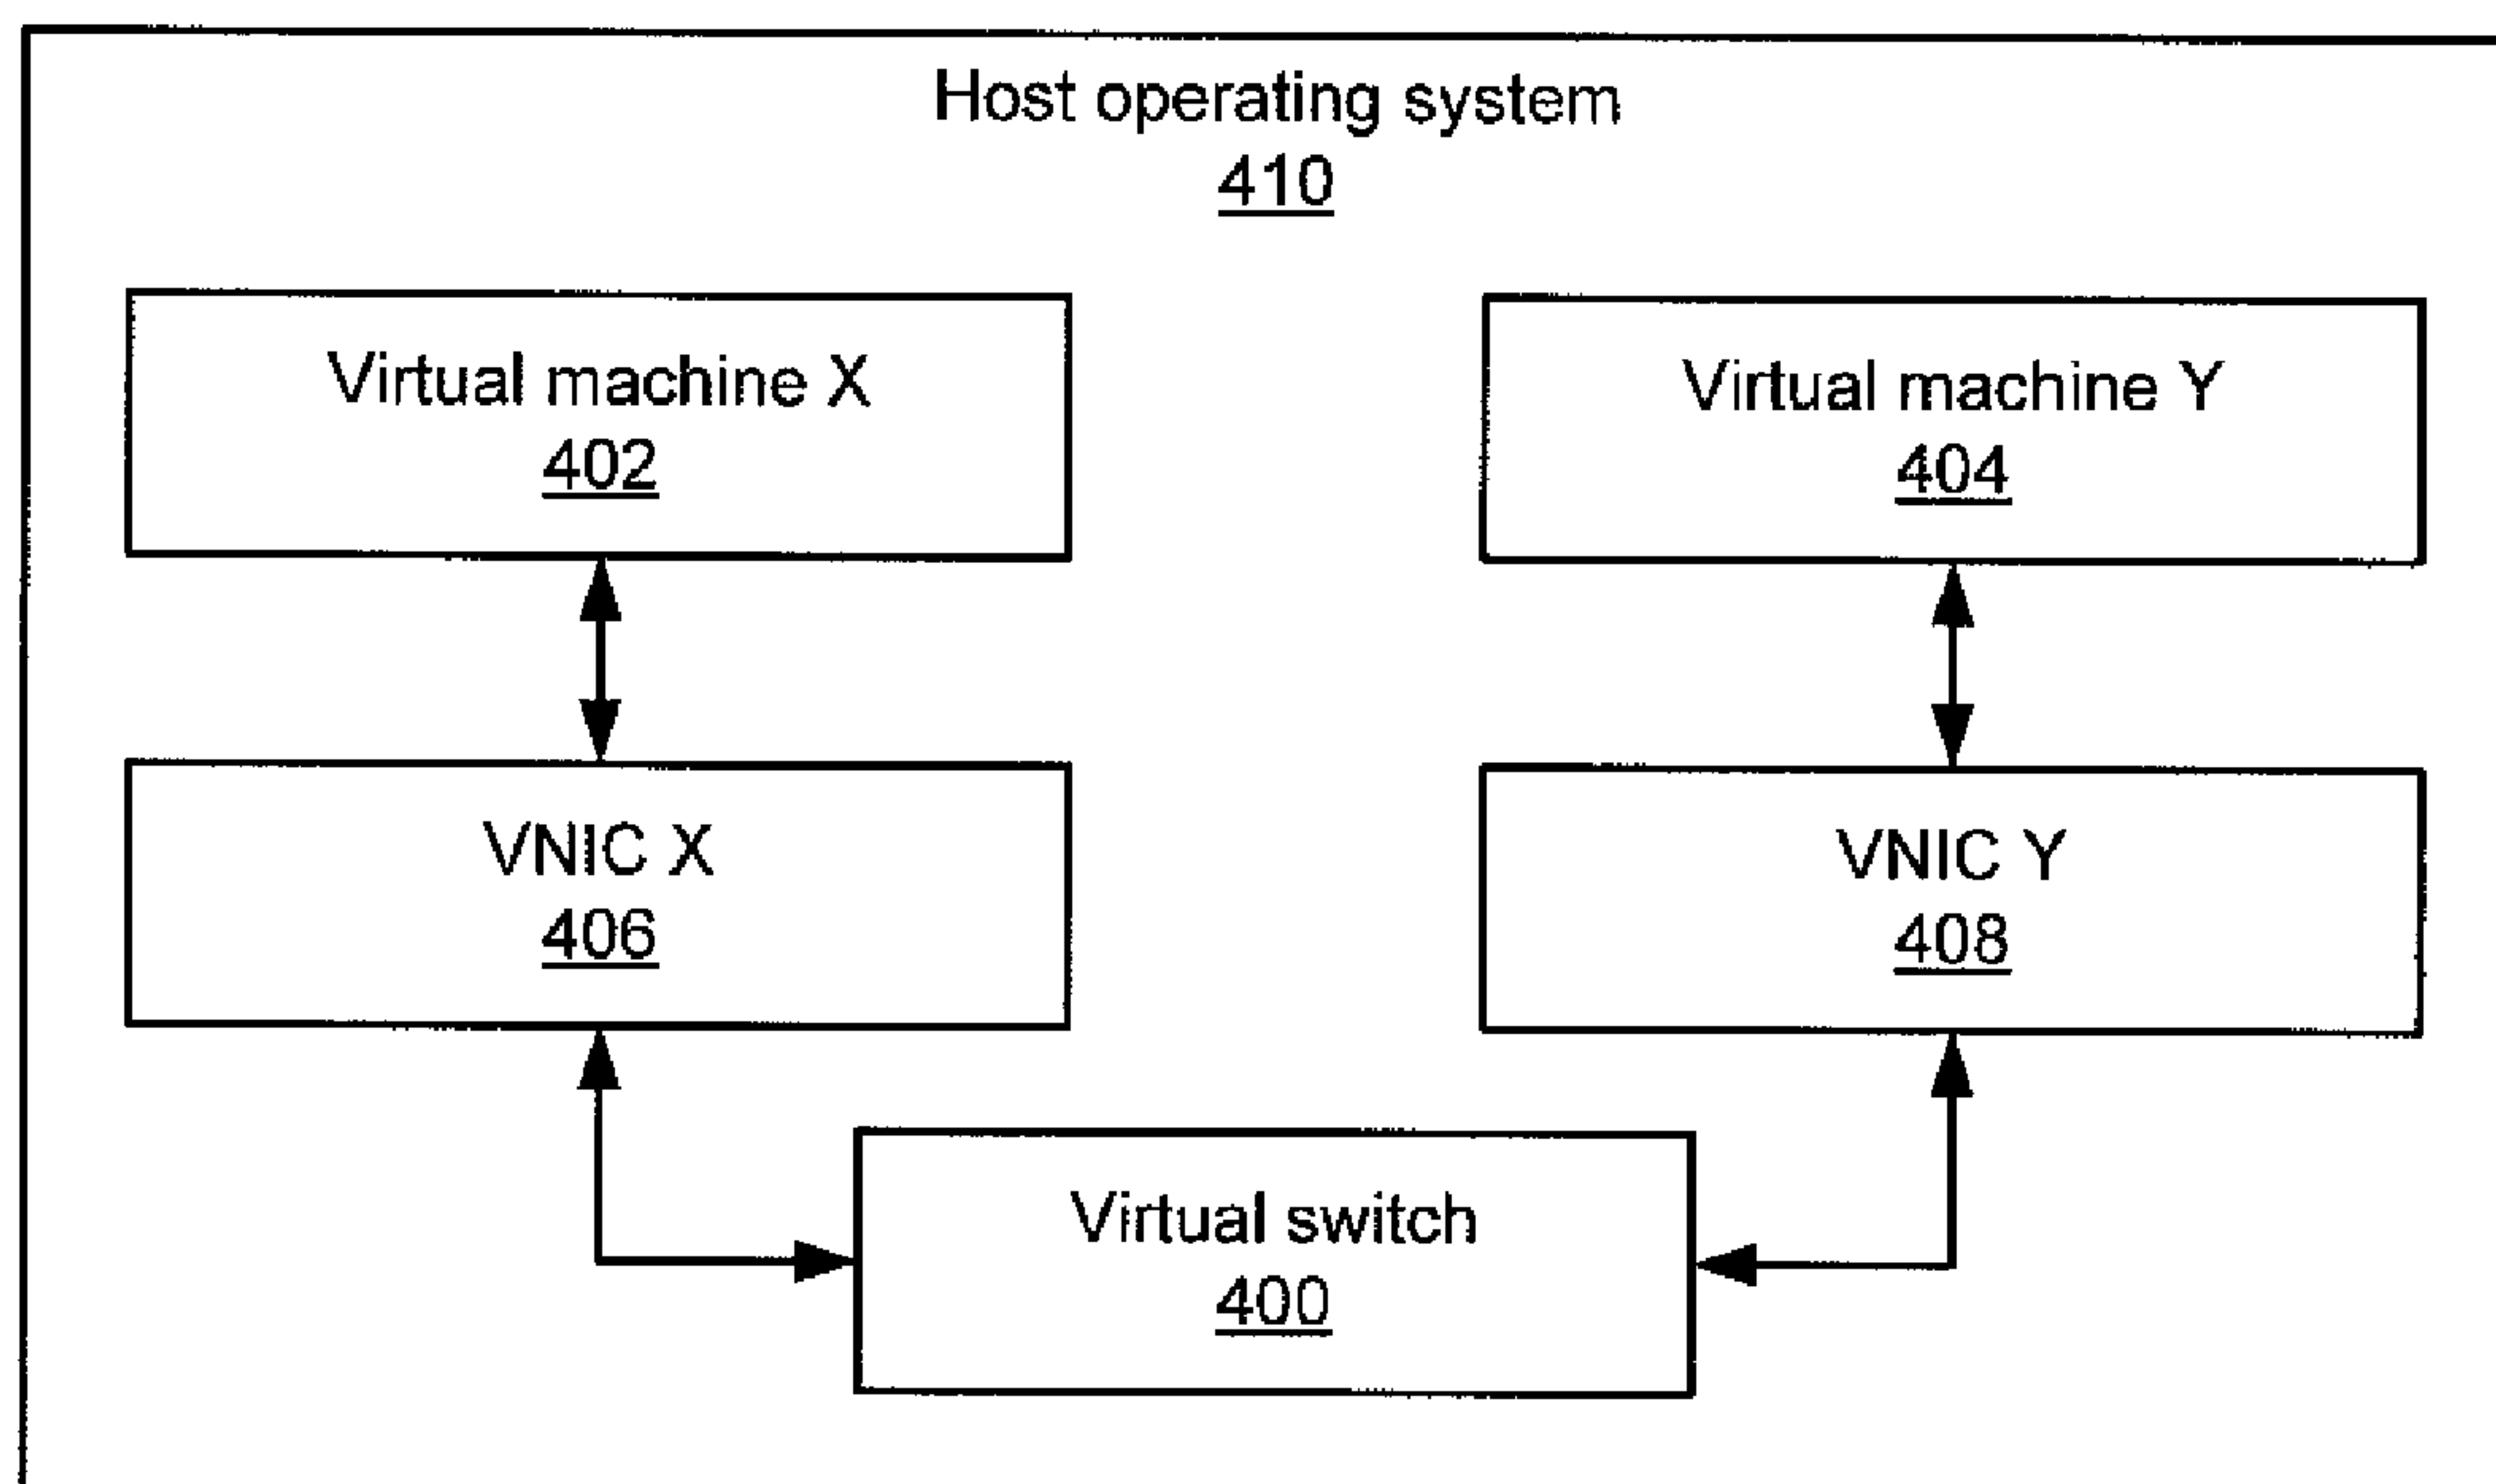 Host operating system
410
Virtual machine X
402
Virtual machine Y
404
VNIC X
406
VNIC Y
408
Virtual switch
400